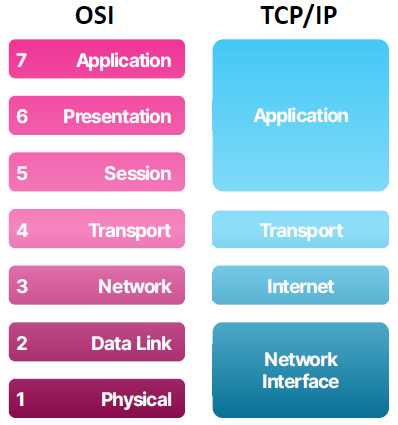 OSI
TCP/IP
7 Application
6 Presentation
5 Session
4 Transport
3 Network
2 Data Link
1 Physical
Application
Transport
Internet
Network
Interface